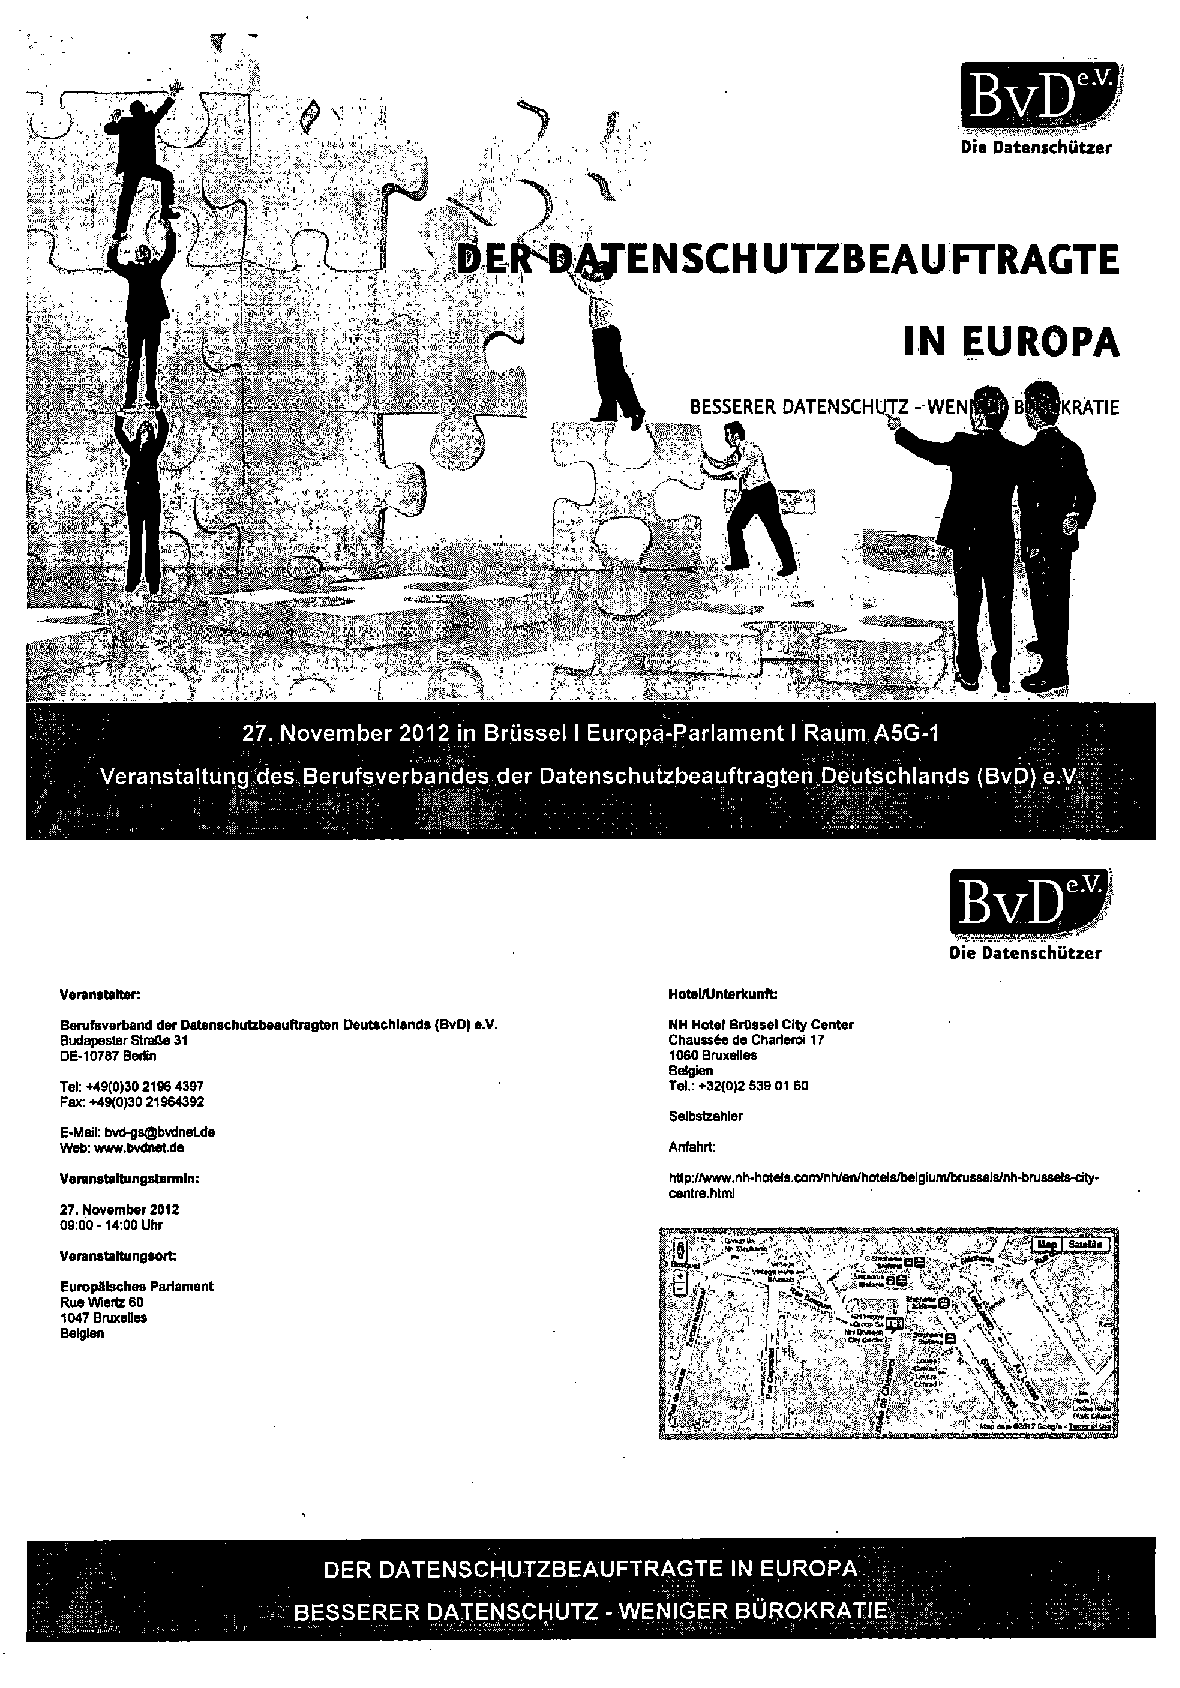 BvD e.V.
Die Datenschützer
DER DATENSCHUTZBEAUFTRAGTE
IN EUROPA
BESSERER DATENSCHUTZ - WENIGER BÜROKRATIE
27. November 2012 in Brüssel I Europa-Parlament I Raum A5G-1
Veranstaltung des Berufsverbandes der Datenschutzbeauftragten Deutschlands (BvD) e.V.
BvD e.V.
Die Datenschützer
Veranstalter:
Berufsverband der Datenschutzbeauftragten Deutschlands (BvD) e.V.
Budapester Straße 31
DE-10787 Berlin
Tel: +49(0)30 2196 4397
Fax: +49(0)30 21964392
E-Mail: bvd-gs@bvdnet.de
Web: www.bvdnet.de
Veranstaltungstermin:
27. November 2012
09:00 - 14:00 Uhr
Veranstaltungsort:
Europäisches Parlament
Rue Wiertz 60
1047 Bruxelles
Belgien
Hotel/Unterkunft:
NH Hotel Brüssel City Center
Chaussée de Charleroi 17
1060 Bruxelles
Belgien
Tel.: +32(0)2 539 01 60
Selbstzahler
Anfahrt:
http://www.nh-hotels.com/nh/en/hotels/belgium/brussels/nh-brussels-city-
centre.html
Map Satellite
DER DATENSCHUTZBEAUFTRAGTE IN EUROPA
BESSERER DATENSCHUTZ - WENIGER BÜROKRATIE